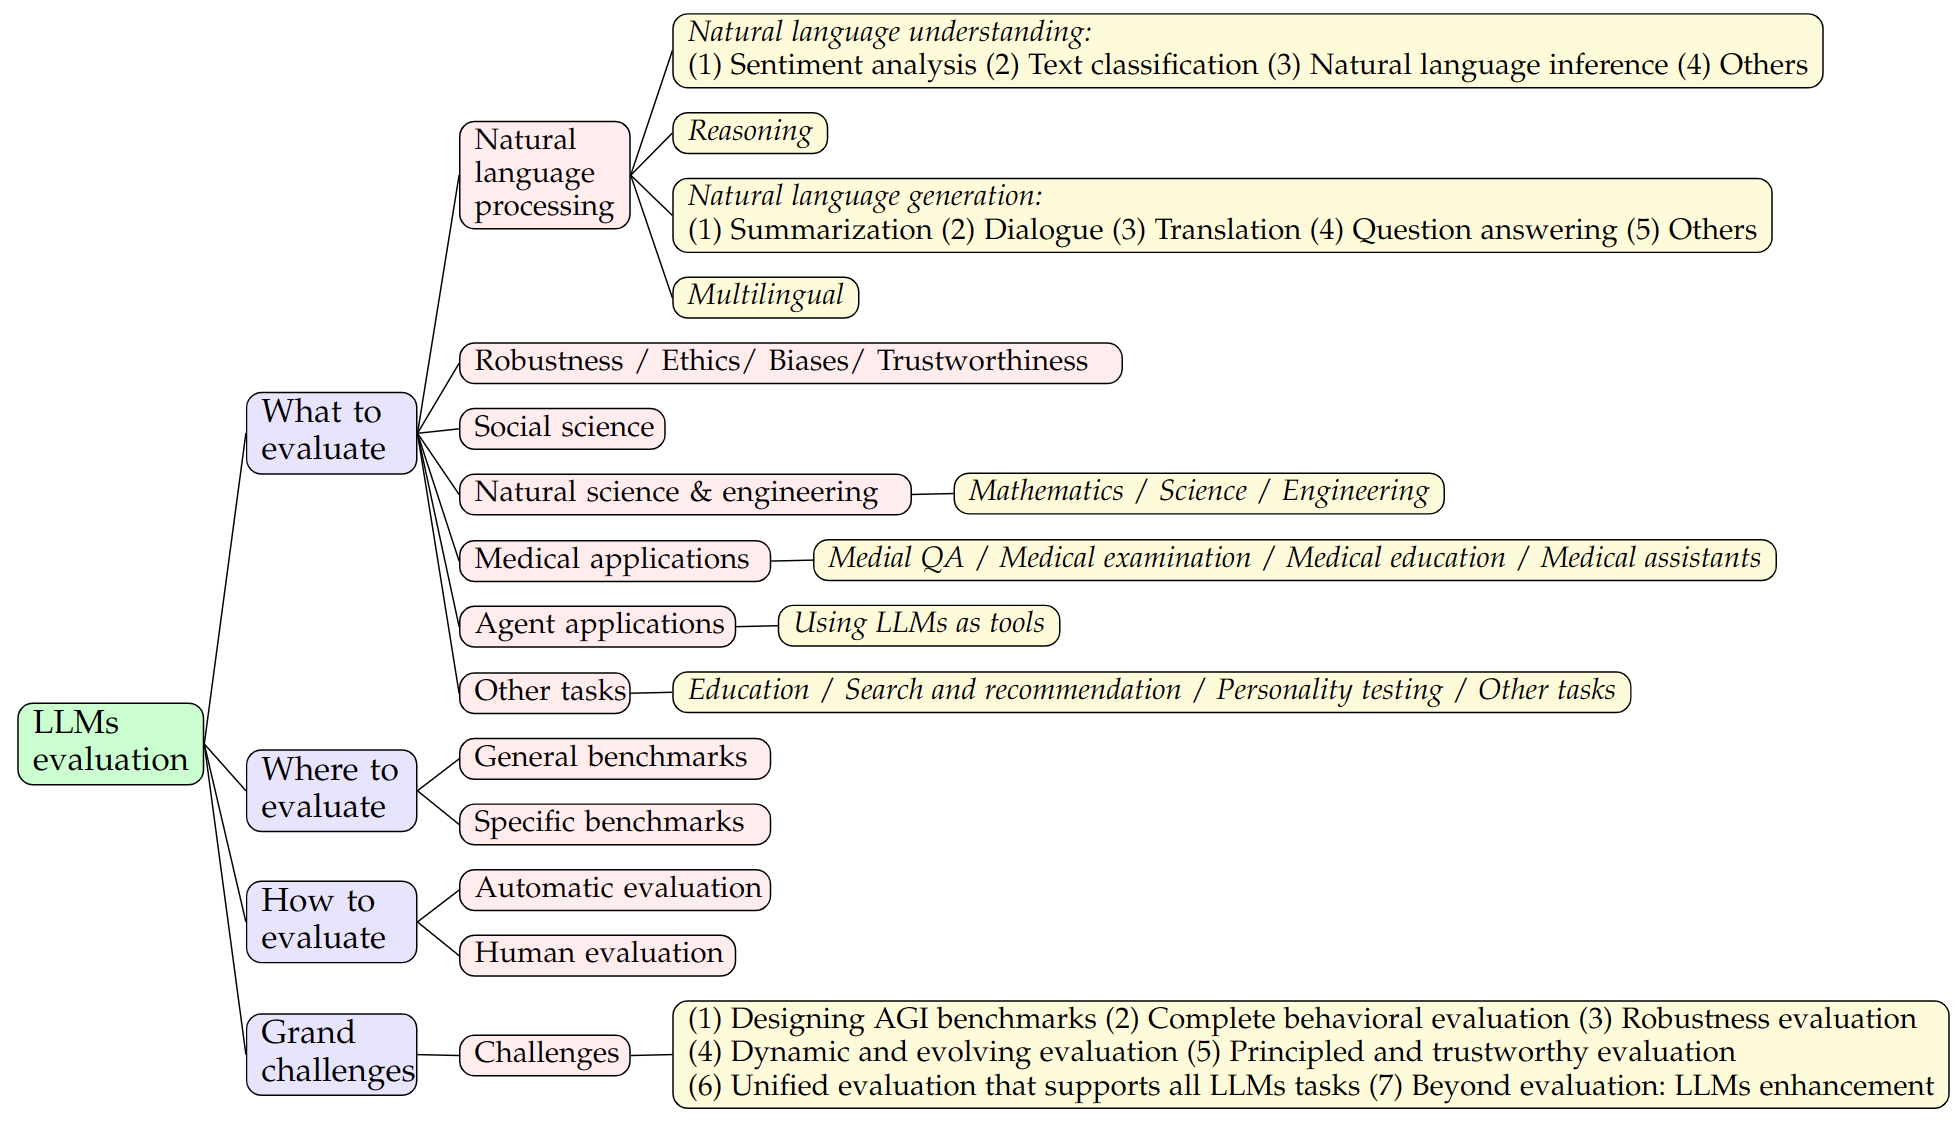 Natural language understanding:
(1) Sentiment analysis (2) Text classification (3) Natural language inference (4) Others
Reasoning
Natural
language
processing
Natural language generation:
(1) Summarization (2) Dialogue (3) Translation (4) Question answering (5) Others
Multilingual
Robustness / Ethics/ Biases/ Trustworthiness
What to
evaluate
Social science
Natural science & engineering
Mathematics / Science / Engineering
Medical applications
Medial QA / Medical examination / Medical education / Medical assistants
Agent applications
Using LLMs as tools
Other tasks
Education / Search and recommendation / Personality testing / Other tasks
LLMs
evaluation
Where to
evaluate
General benchmarks
Specific benchmarks
How to
evaluate
Automatic evaluation
Human evaluation
Grand
challenges
Challenges
(1) Designing AGI benchmarks (2) Complete behavioral evaluation (3) Robustness evaluation
(4) Dynamic and evolving evaluation (5) Principled and trustworthy evaluation
(6) Unified evaluation that supports all LLMs tasks (7) Beyond evaluation: LLMs enhancement